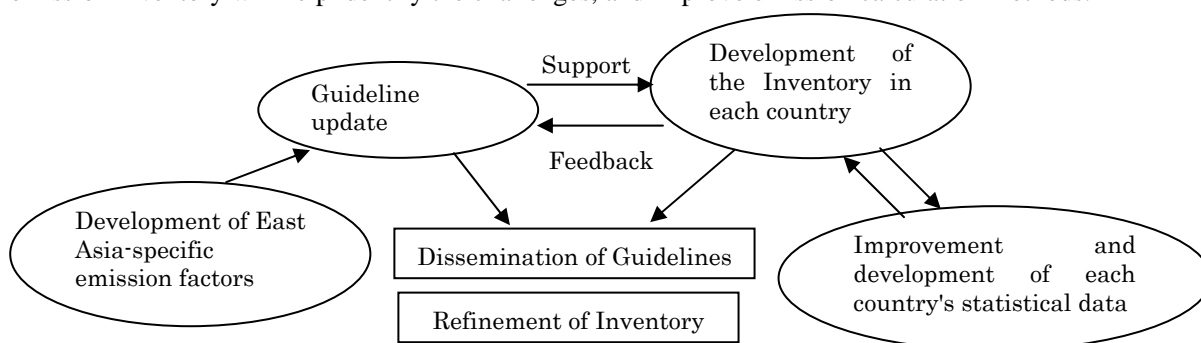 Support
Development of
the Inventory in
each country
Guideline
update
Feedback
Development of East
Asia-specific
emission factors
Dissemination of Guidelines
Improvement and
development of each
country's statistical data
Refinement of Inventory